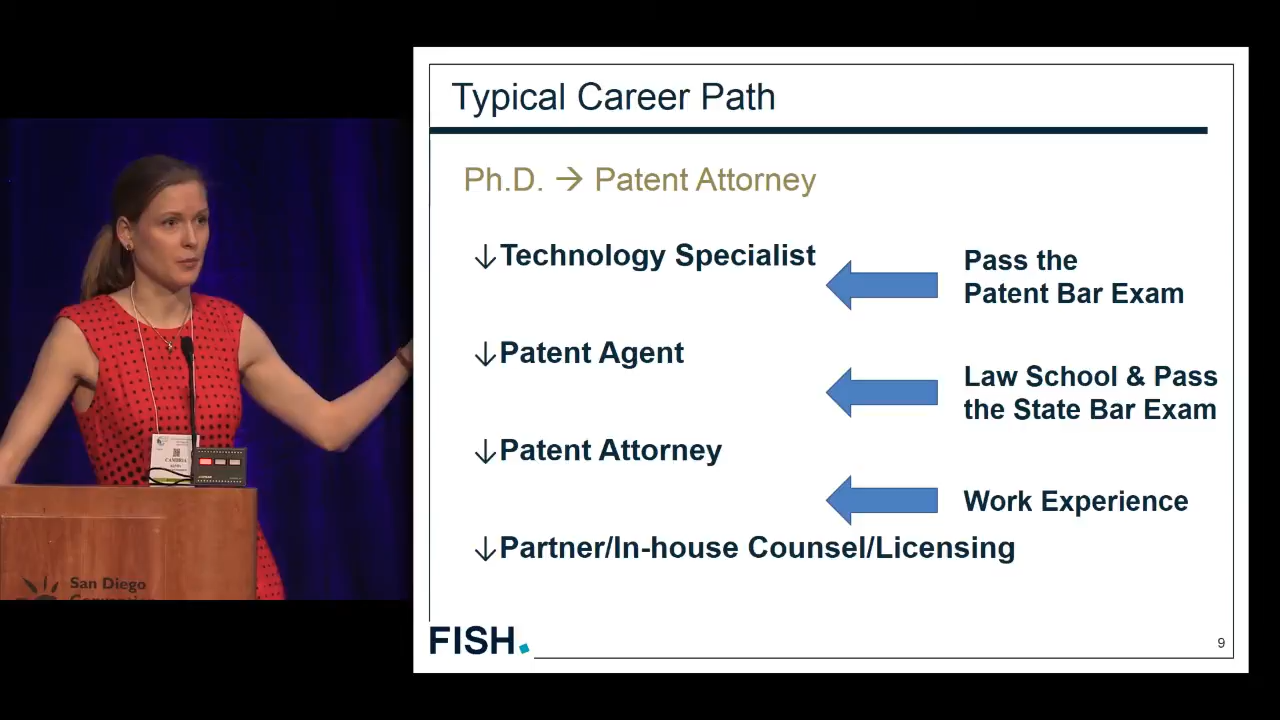 Typical Career Path
Ph.D. → Patent Attorney
↓Technology Specialist
Pass the
Patent Bar Exam
↓Patent Agent
Law School & Pass
the State Bar Exam
↓Patent Attorney
Work Experience
↓Partner/In-house Counsel/Licensing
FISH.
9
CAMBRIA
San Diego